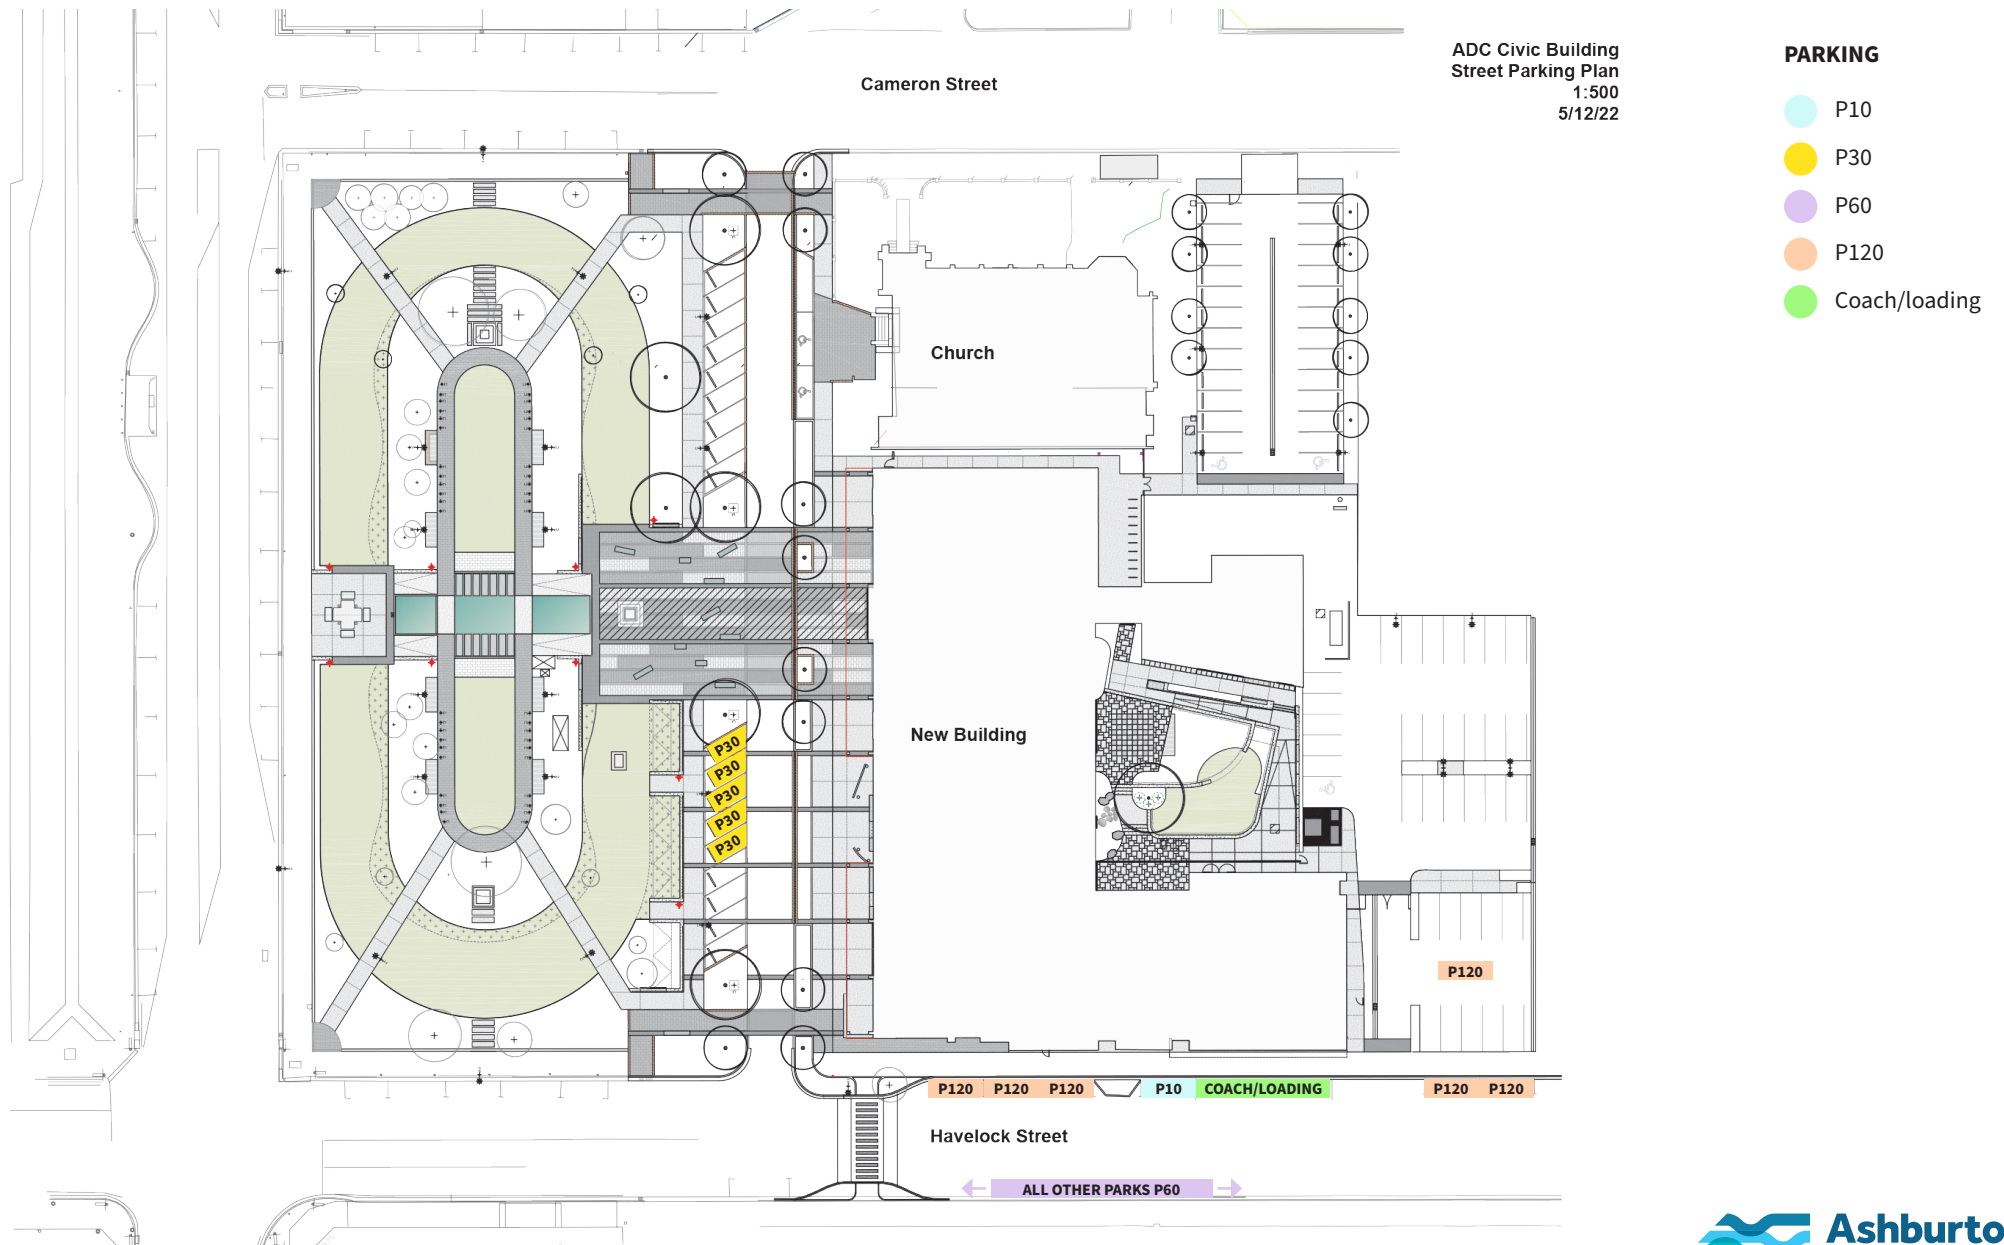 Cameron Street
ADC Civic Building
Street Parking Plan
1:500
5/12/22
PARKING
P10
P30
P60
P120
Coach/loading
Church
New Building
P30
P30
P30
P30
P30
P120
P120
P120
P120
P10
COACH/LOADING
P120
P120
Havelock Street
ALL OTHER PARKS P60
Ashburto